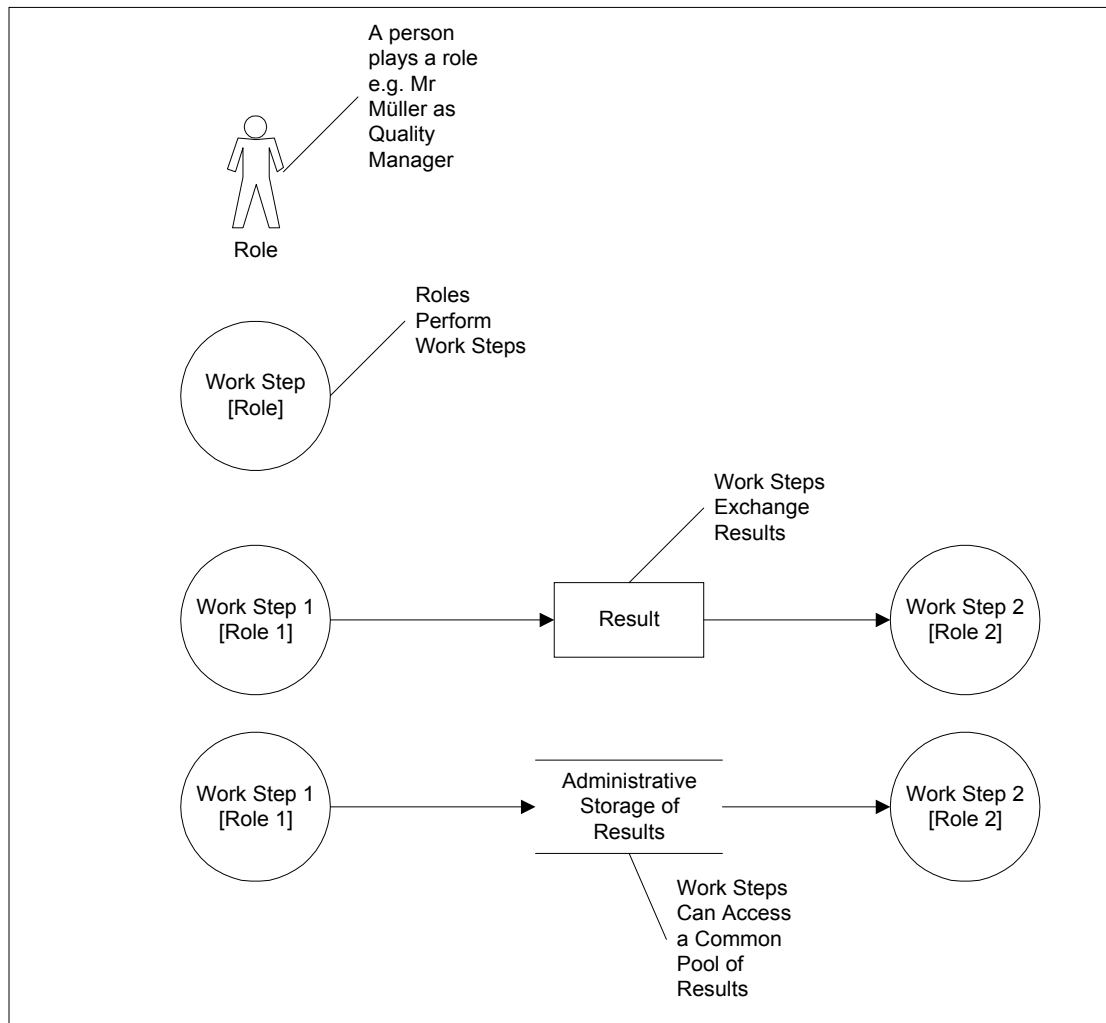 A person
plays a role
e.g. Mr
Müller as
Quality
Manager
Role
Roles
Perform
Work Steps
Work Step
[Role]
Work Steps
Exchange
Results
Work Step 1
[Role 1]
Result
Work Step 2
[Role 2]
Work Step 1
[Role 1]
Administrative
Storage of
Results
Work Step 2
[Role 2]
Work Steps
Can Access
a Common
Pool of
Results